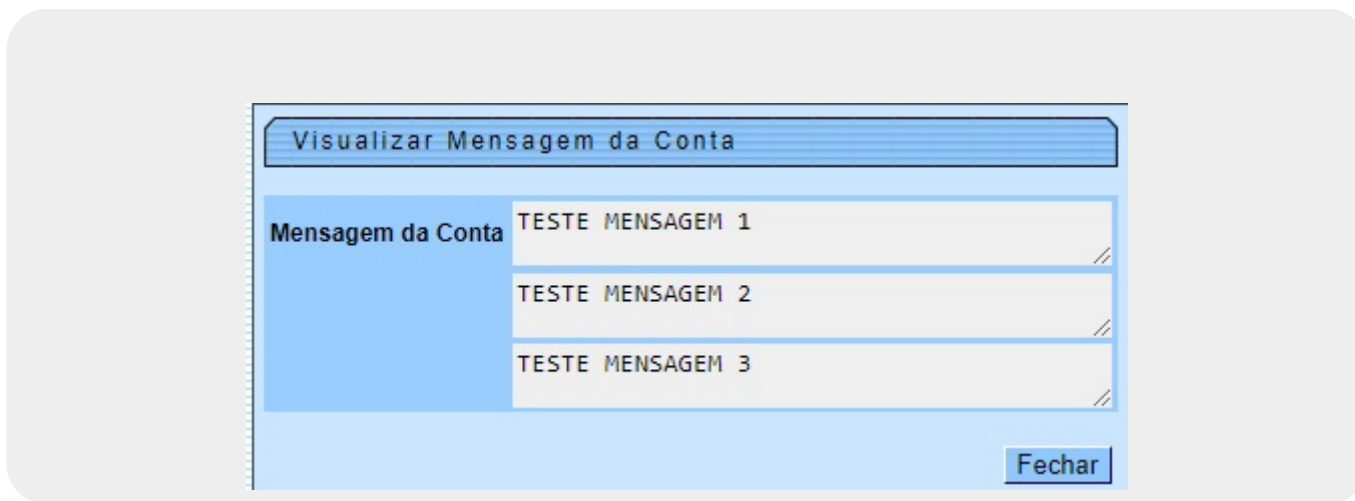 Visualizar Mensagem da Conta
Mensagem da Conta TESTE MENSAGEM 1
TESTE MENSAGEM 2
TESTE MENSAGEM 3
Fechar